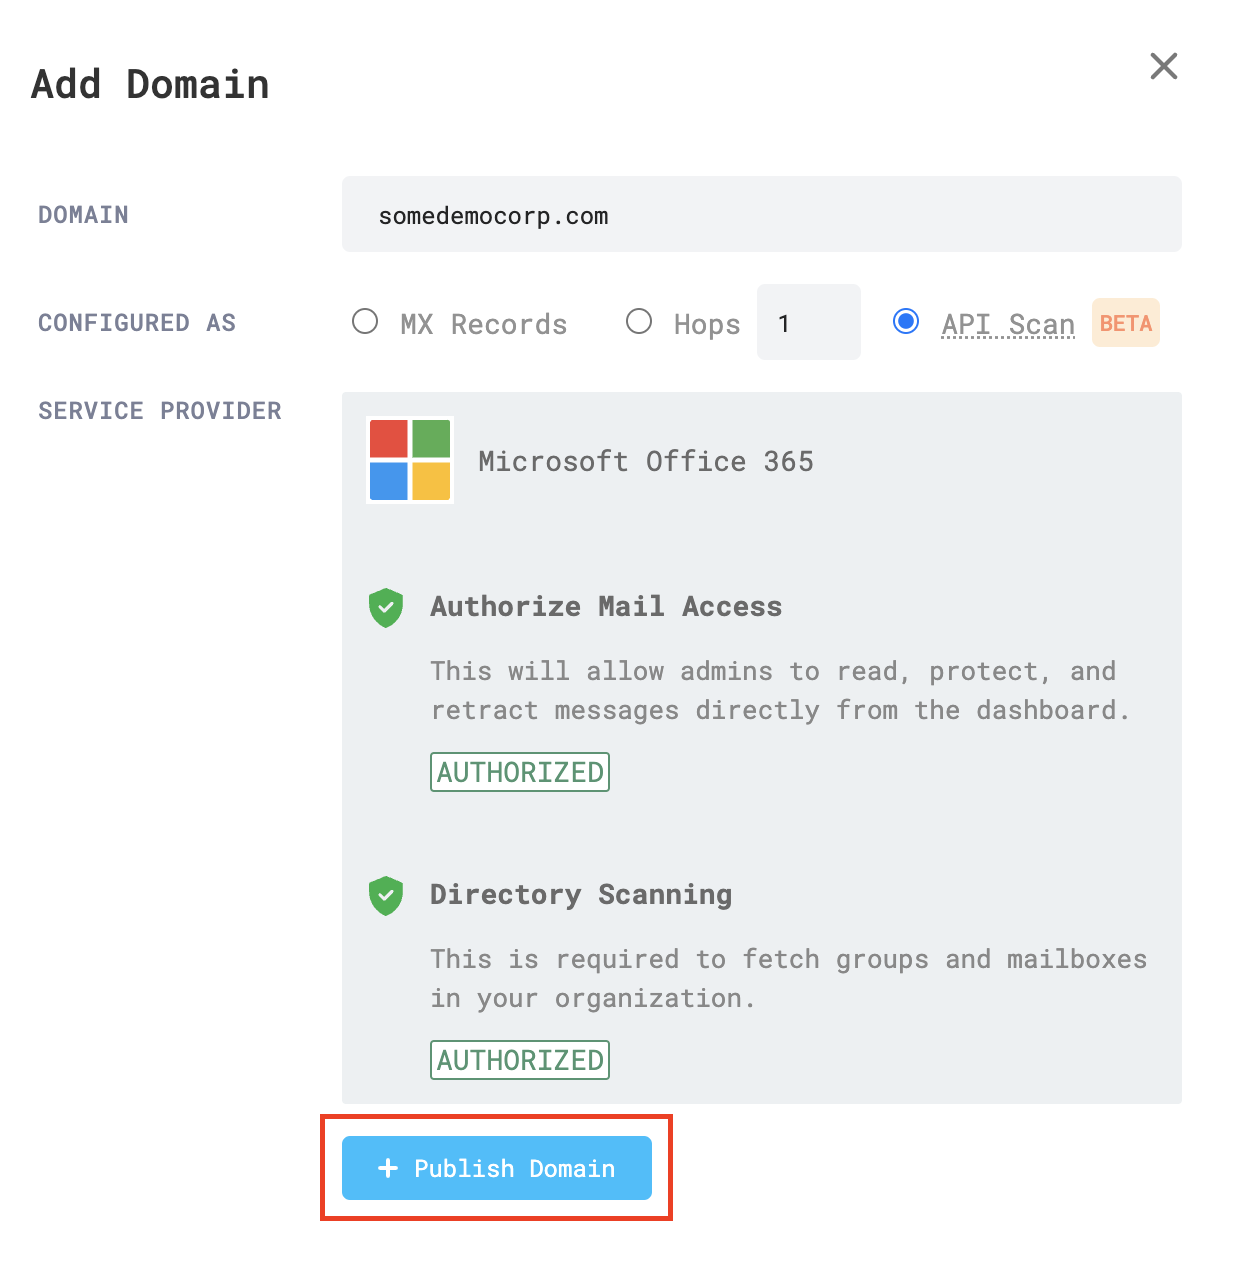 Add Domain
DOMAIN
somedemocorp.com
CONFIGURED AS
MX Records
Hops
1
API Scan
BETA
SERVICE PROVIDER
Microsoft Office 365
Authorize Mail Access
This will allow admins to read, protect, and
retract messages directly from the dashboard.
AUTHORIZED
Directory Scanning
This is required to fetch groups and mailboxes
in your organization.
AUTHORIZED
+ Publish Domain